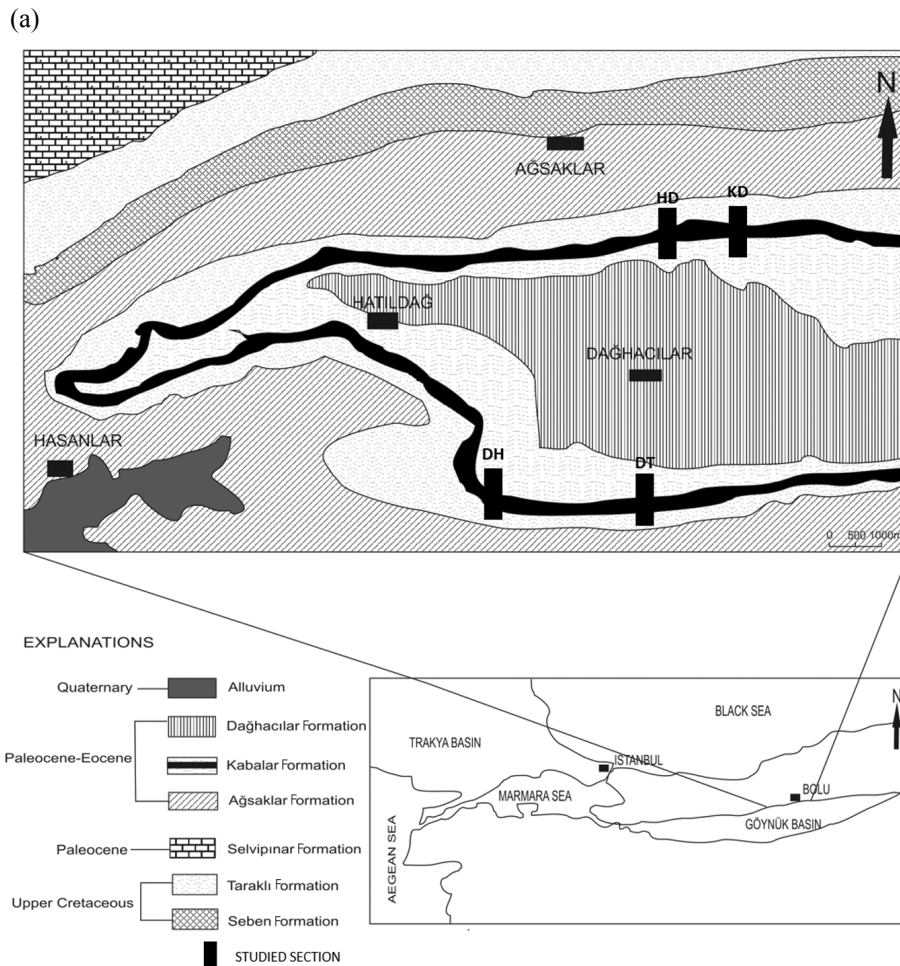 (a)
N
AĞSAKLAR
HD
KD
HATILDAĞ
DAĞHACILAR
HASANLAR
DH
DT
0 500 1000m
EXPLANATIONS
Quaternary
Alluvium
Paleocene-Eocene
Dağhacılar Formation
Kabalar Formation
Ağsaklar Formation
Paleocene
Selvipınar Formation
Upper Cretaceous
Taraklı Formation
Seben Formation
STUDIED SECTION
N
BLACK SEA
TRAKYA BASIN
İSTANBUL
MARMARA SEA
BOLU
GÖYNÜK BASIN
AEGEAN SEA